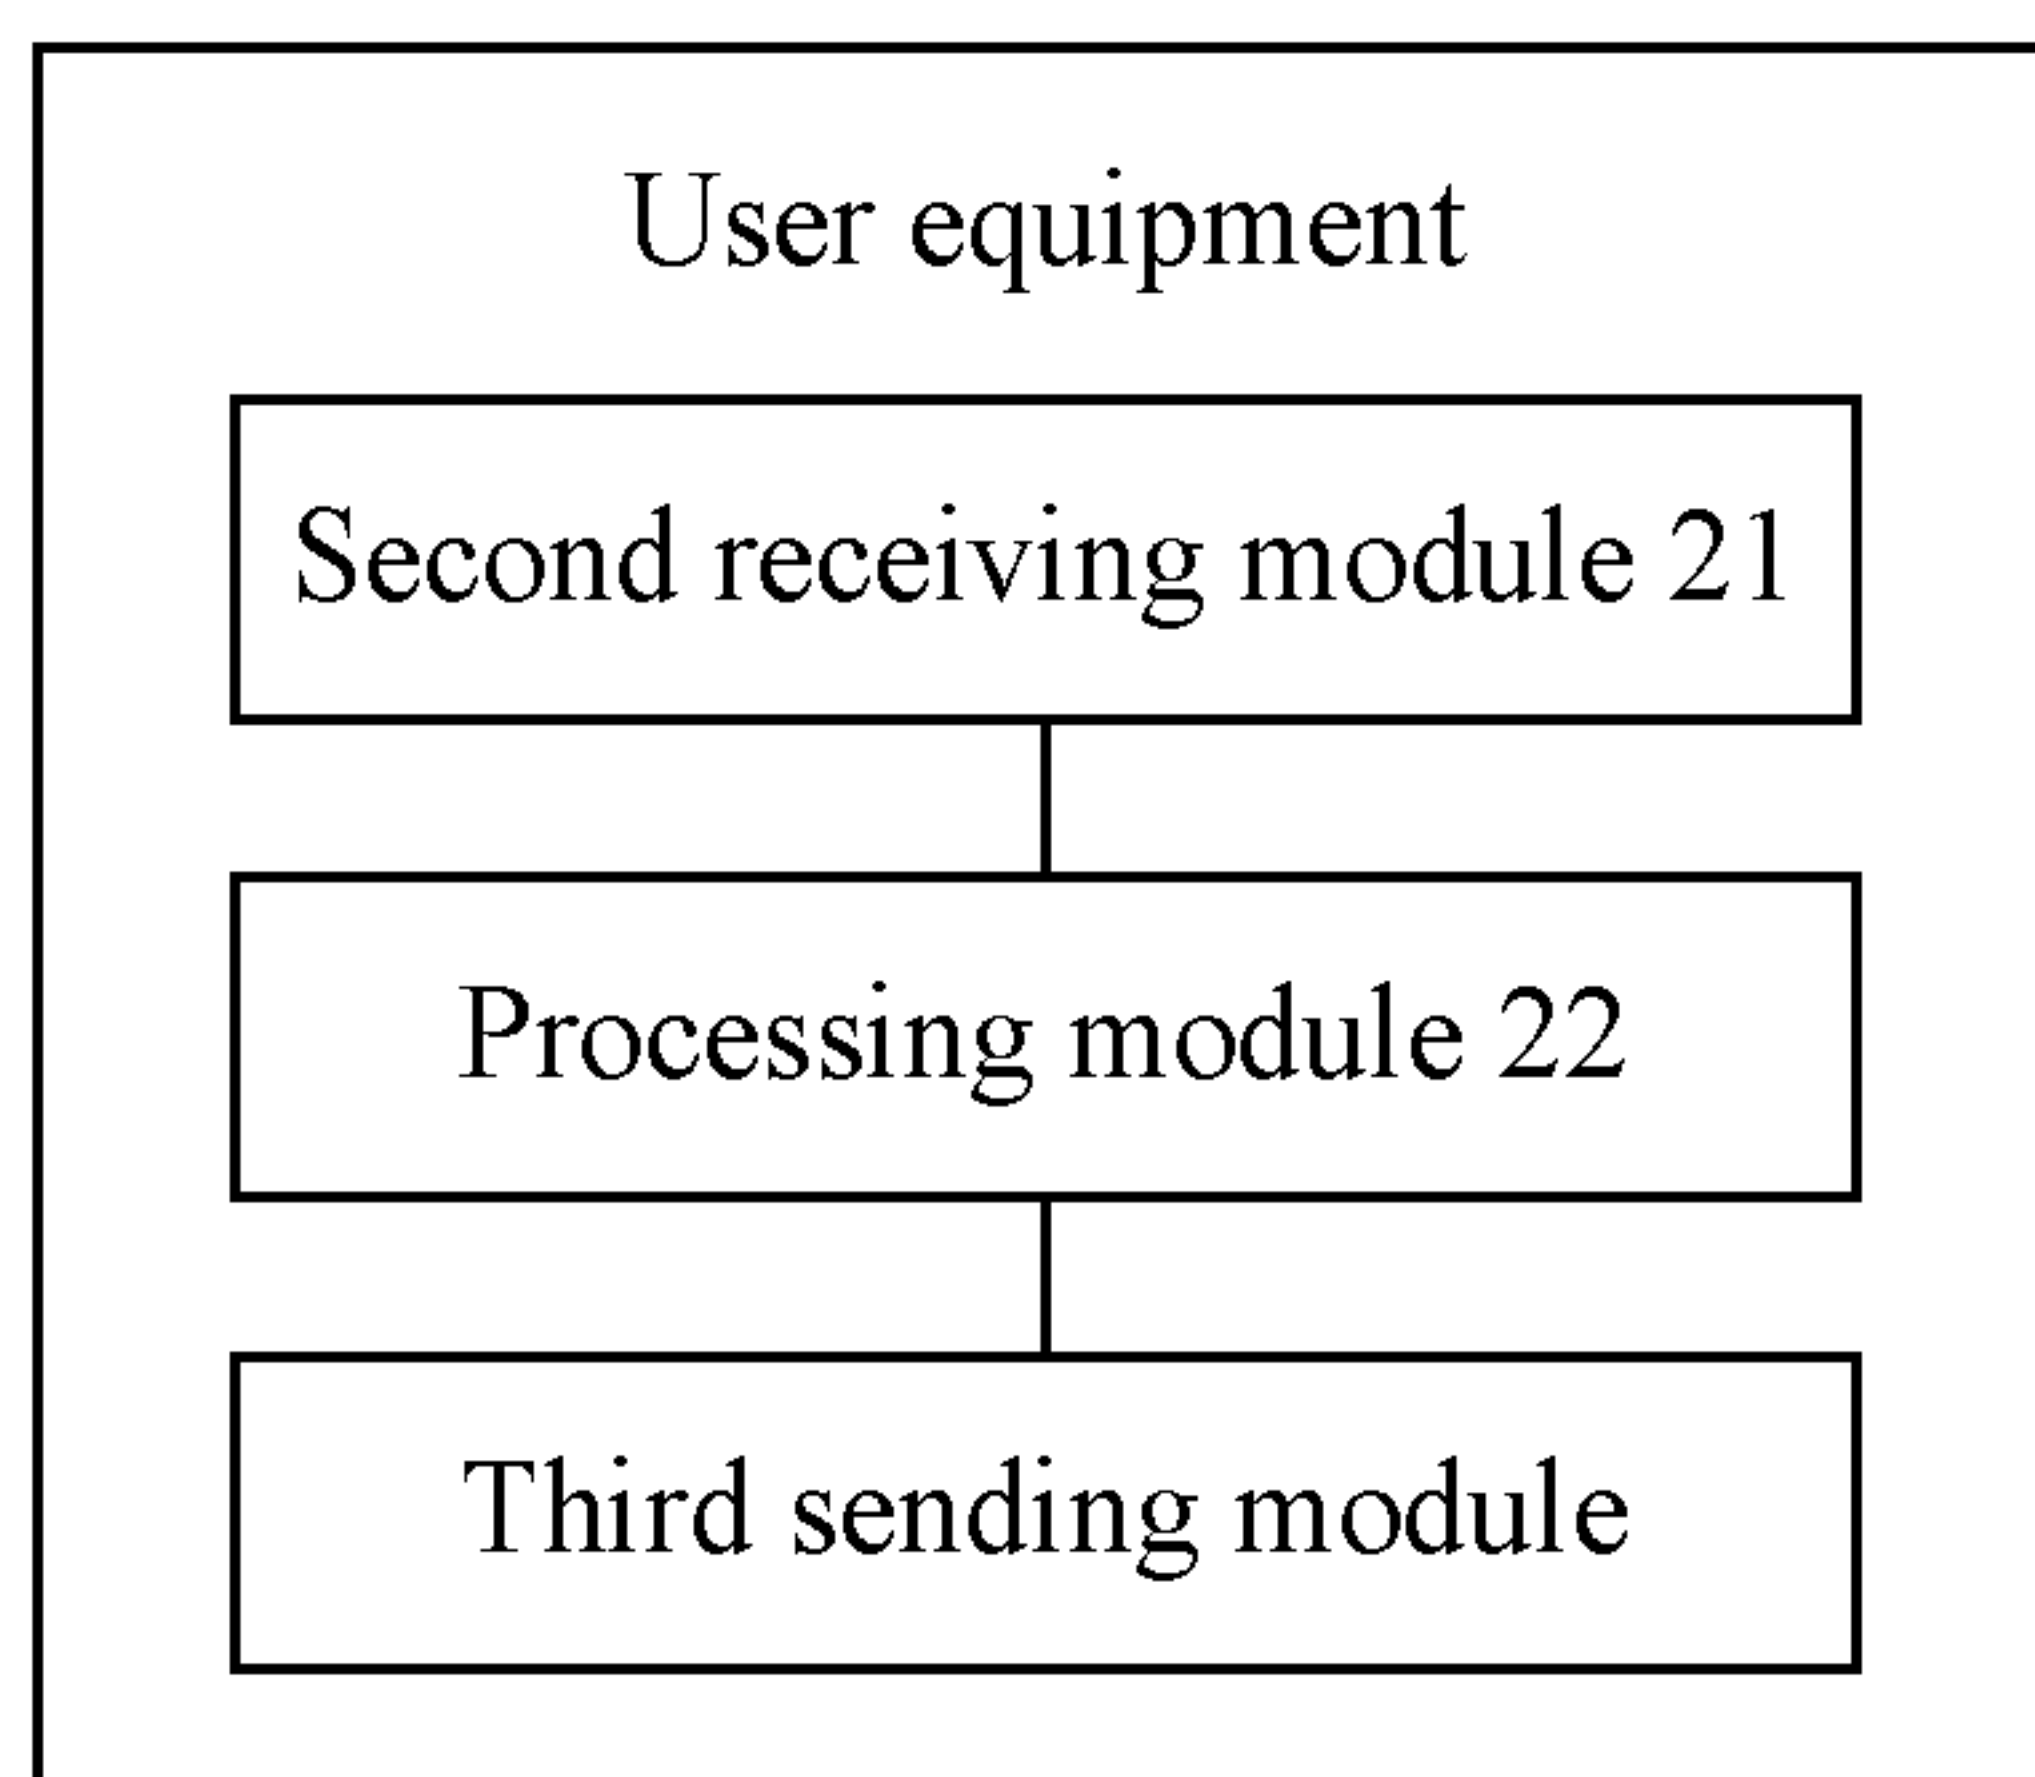 User equipment
Second receiving module 21
Processing module 22
Third sending module